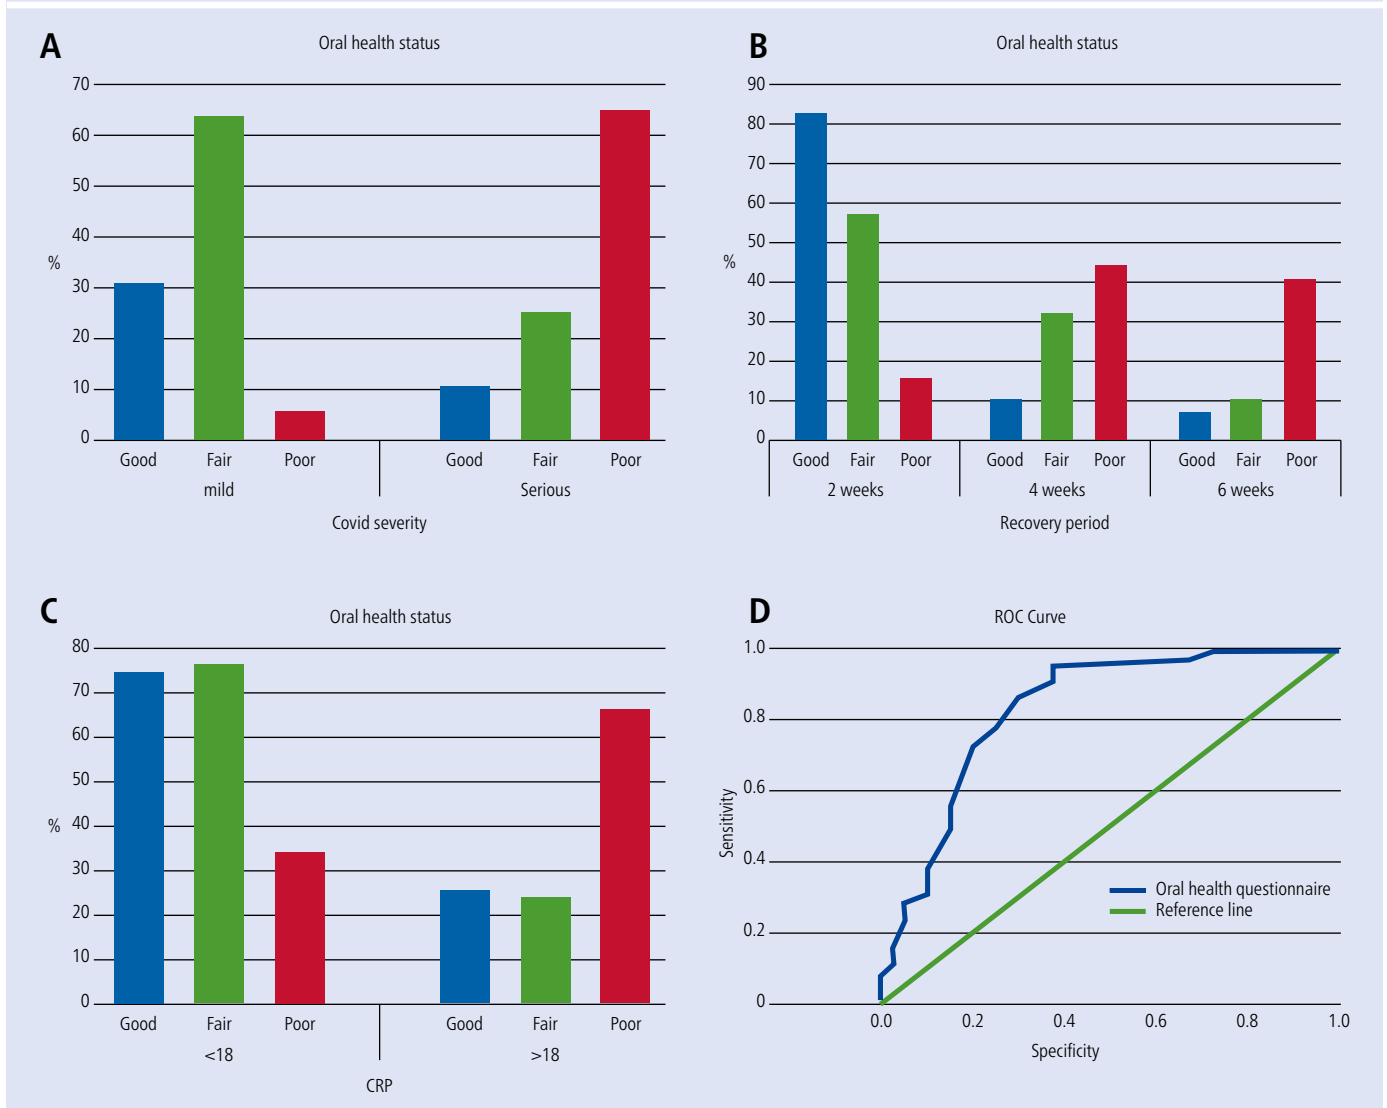 A
Oral health status
70
60
50
40
%
30
20
10
0
Good Fair Poor Good Fair Poor
mild Serious
Covid severity
B
Oral health status
90
80
70
60
50
%
40
30
20
10
0
Good Fair Poor Good Fair Poor Good Fair Poor
2 weeks 4 weeks 6 weeks
Recovery period
C
Oral health status
80
70
60
50
%
40
30
20
10
0
Good Fair Poor Good Fair Poor
<18 >18
CRP
D
ROC Curve
1.0
0.8
0.6
0.4
0.2
0
Sensitivity
Oral health questionnaire
Reference line
0.0 0.2 0.4 0.6 0.8 1.0
Specificity